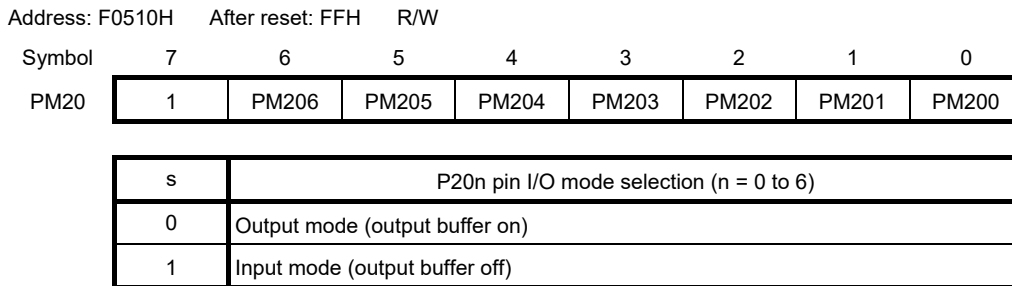 Address: F0510H After reset: FFH R/W
Symbol 7 6 5 4 3 2 1 0
PM20 1 PM206 PM205 PM204 PM203 PM202 PM201 PM200
s P20n pin I/O mode selection (n = 0 to 6)
0 Output mode (output buffer on)
1 Input mode (output buffer off)